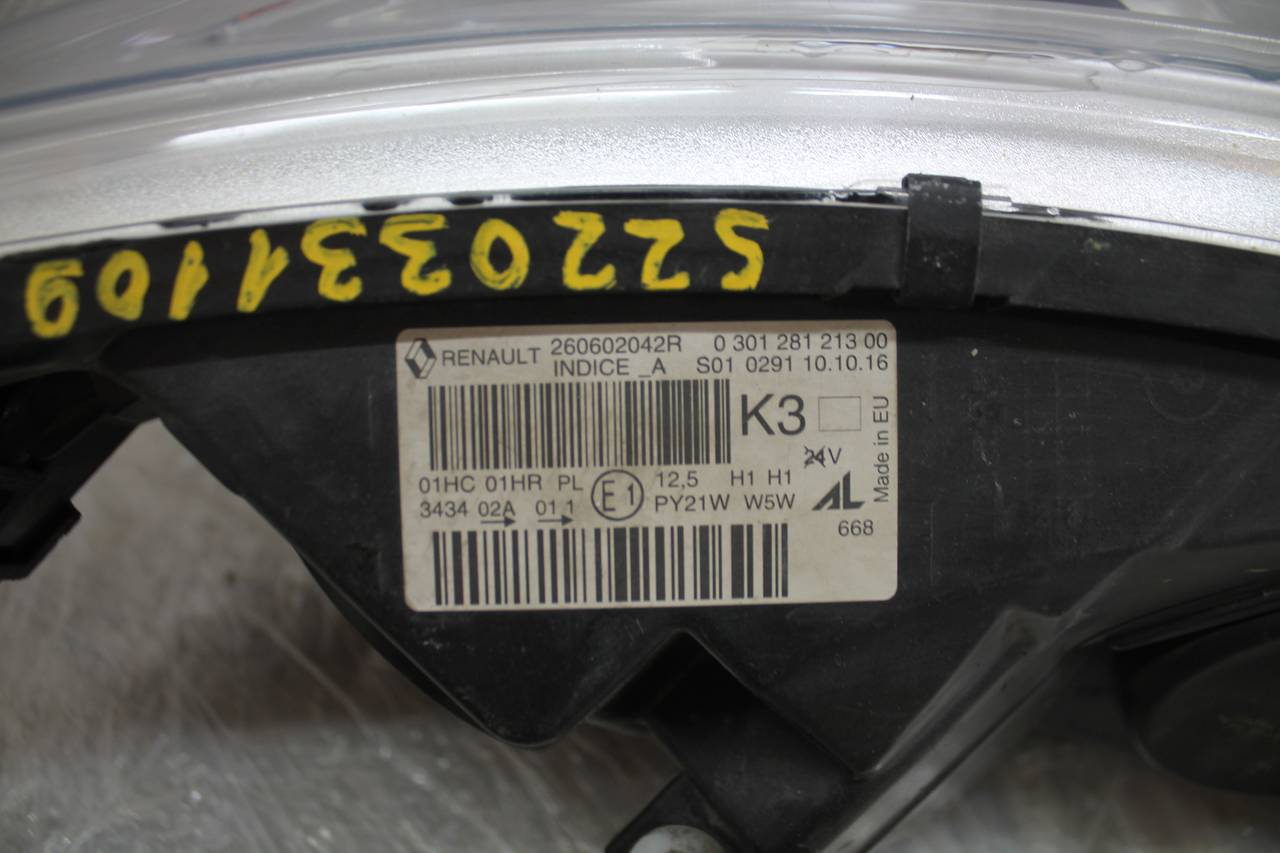 S220331109
RENAULT 260602042R 0 301 281 213 00
INDICE _A S01 0291 10.10.16
K3
24V
Made in EU
01HC 01HR PL E1 12,5 H1 H1
3434 02A 01 1 PY21W W5W AL
668